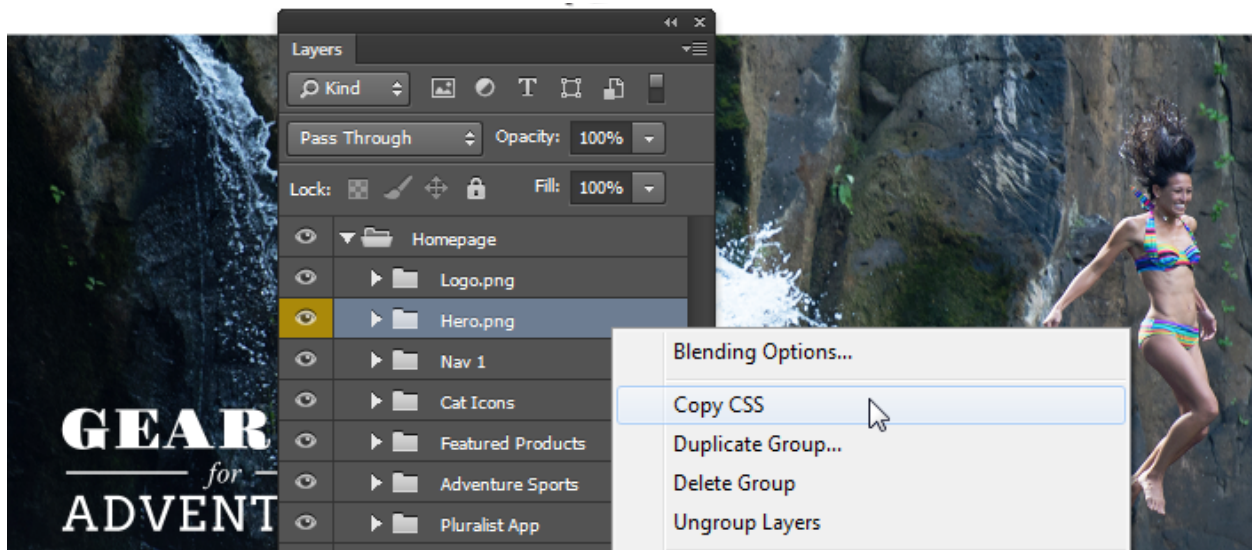 Layers
Kind
Pass Through Opacity: 100%
Lock: Fill: 100%
Homepage
Logo.png
Hero.png
Nav 1
Cat Icons
Featured Products
Adventure Sports
Pluralist App
Blending Options...
Copy CSS
Duplicate Group...
Delete Group
Ungroup Layers
GEAR
for
ADVENT